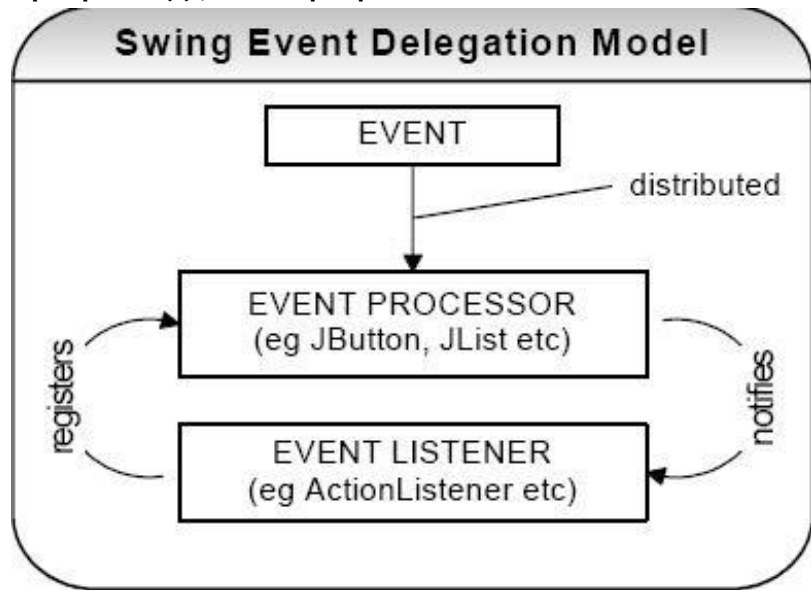 Swing Event Delegation Model
EVENT
distributed
EVENT PROCESSOR
(eg JButton, JList etc)
registers
notifies
EVENT LISTENER
(eg ActionListener etc)